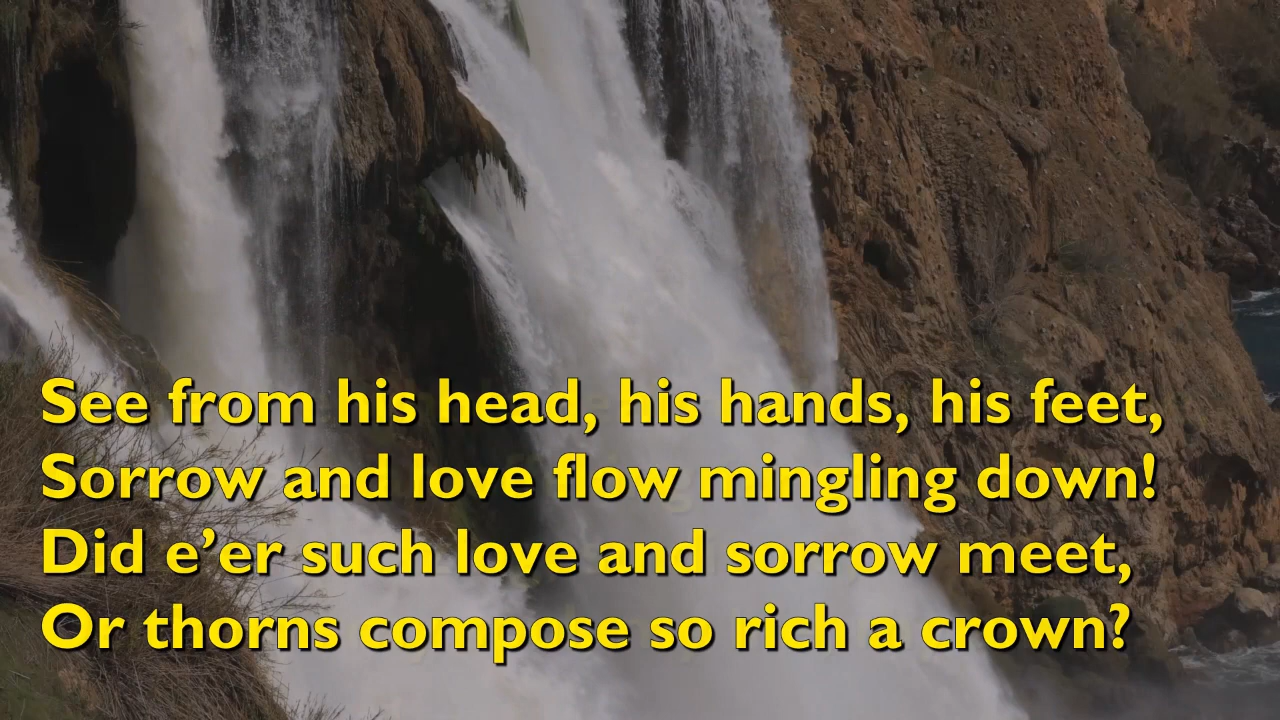 See from his head, his hands, his feet,
Sorrow and love flow mingling down!
Did e’er such love and sorrow meet,
Or thorns compose so rich a crown?